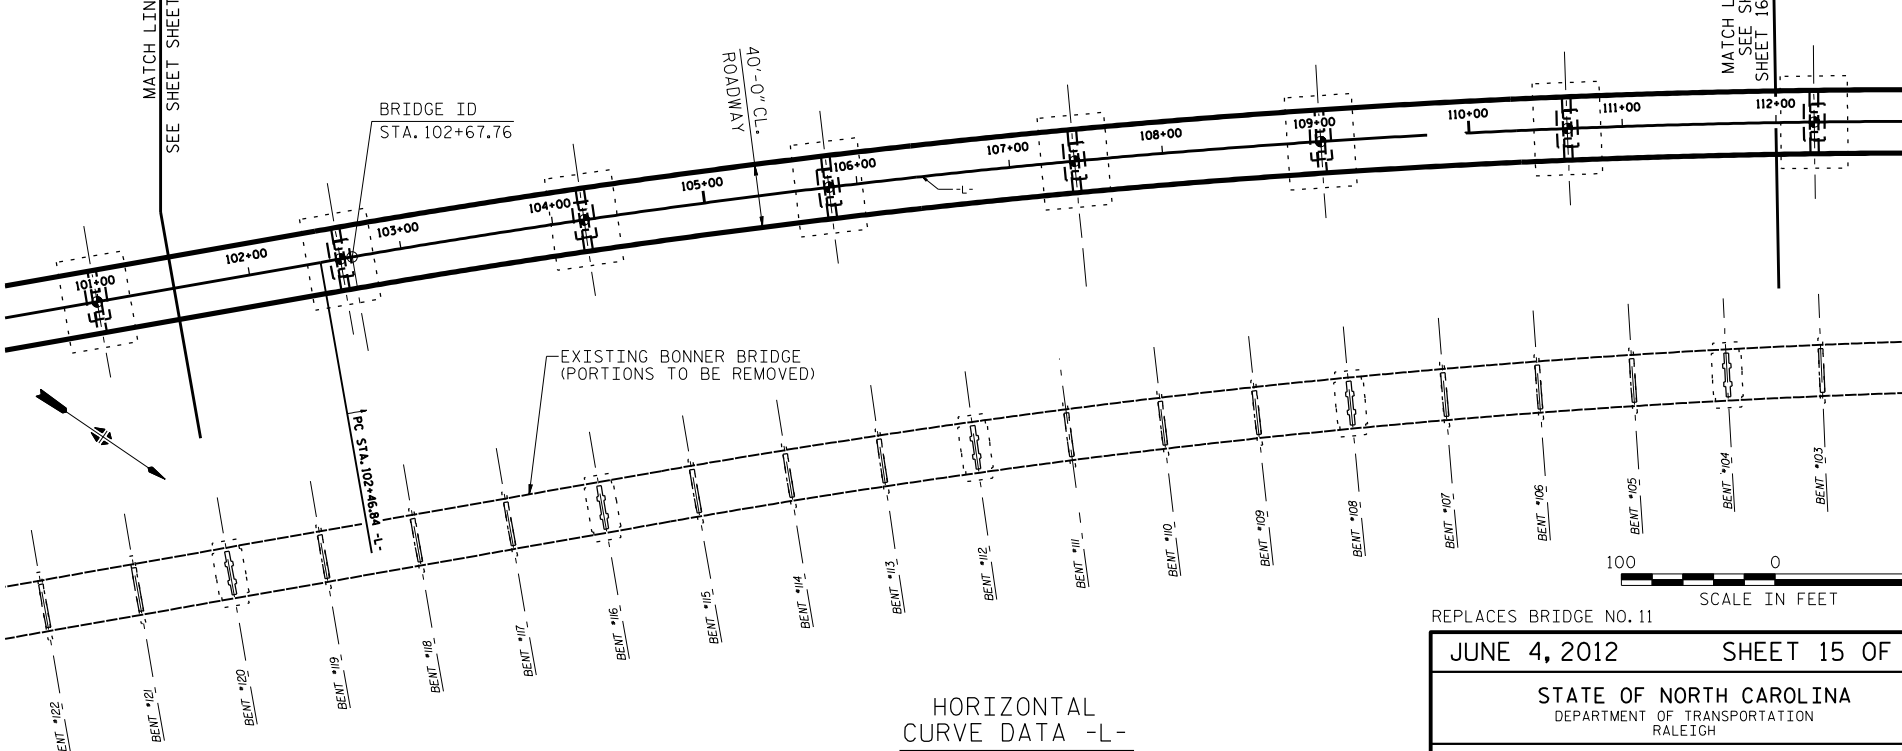 MATCH LIN
SEE SHEET SHEET
BRIDGE ID
STA. 102+67.76
40'-0" CL.
ROADWAY
MATCH L
SEE SH
SHEET 16
101+00
102+00
103+00
104+00
105+00
106+00
107+00
108+00
109+00
110+00
111+00
112+00
-L-
PC STA. 102+46.84 -L-
EXISTING BONNER BRIDGE
(PORTIONS TO BE REMOVED)
ENT #122
BENT #121
BENT #120
BENT #119
BENT #118
BENT #117
BENT #116
BENT #115
BENT #114
BENT #113
BENT #112
BENT #111
BENT #110
BENT #109
BENT #108
BENT #107
BENT #106
BENT #105
BENT #104
BENT #103
100 0
SCALE IN FEET
REPLACES BRIDGE NO. 11
JUNE 4, 2012 SHEET 15 OF
STATE OF NORTH CAROLINA
DEPARTMENT OF TRANSPORTATION
RALEIGH
HORIZONTAL
CURVE DATA -L-